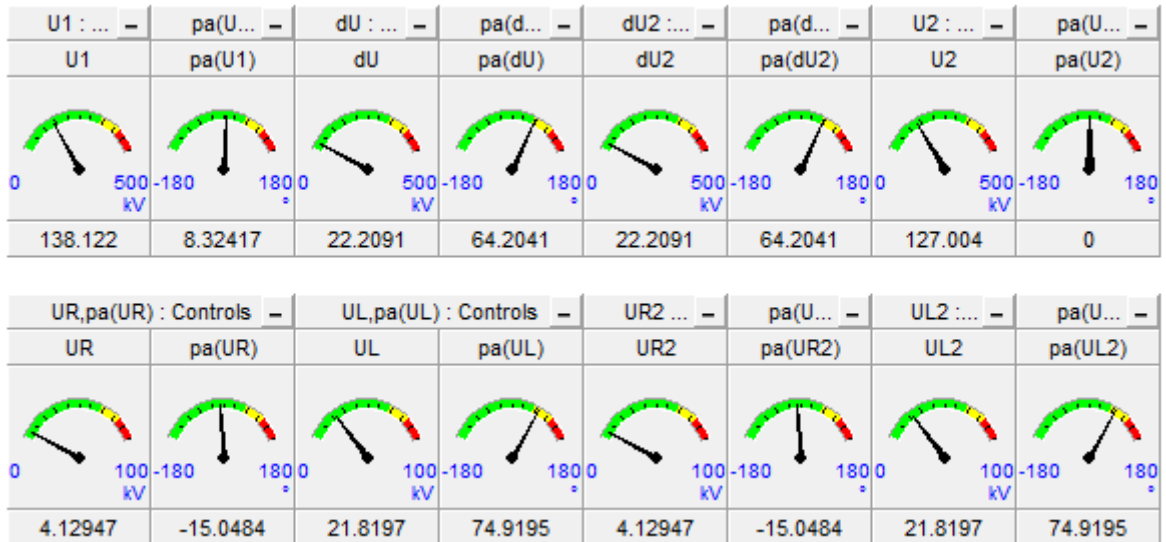 U1 : ... – pa(U... – dU : ... – pa(d... – dU2 :... – pa(d... – U2 : ... – pa(U... –
U1 pa(U1) dU pa(dU) dU2 pa(dU2) U2 pa(U2)
0 500 -180 180 0 500 -180 180 0 500 -180 180 0 500 -180 180
kV ° kV ° kV ° kV °
138.122 8.32417 22.2091 64.2041 22.2091 64.2041 127.004 0
UR,pa(UR) : Controls – UL,pa(UL) : Controls – UR2 ... – pa(U... – UL2 :... – pa(U... –
UR pa(UR) UL pa(UL) UR2 pa(UR2) UL2 pa(UL2)
0 100 -180 180 0 100 -180 180 0 100 -180 180 0 100 -180 180
kV ° kV ° kV ° kV °
4.12947 -15.0484 21.8197 74.9195 4.12947 -15.0484 21.8197 74.9195